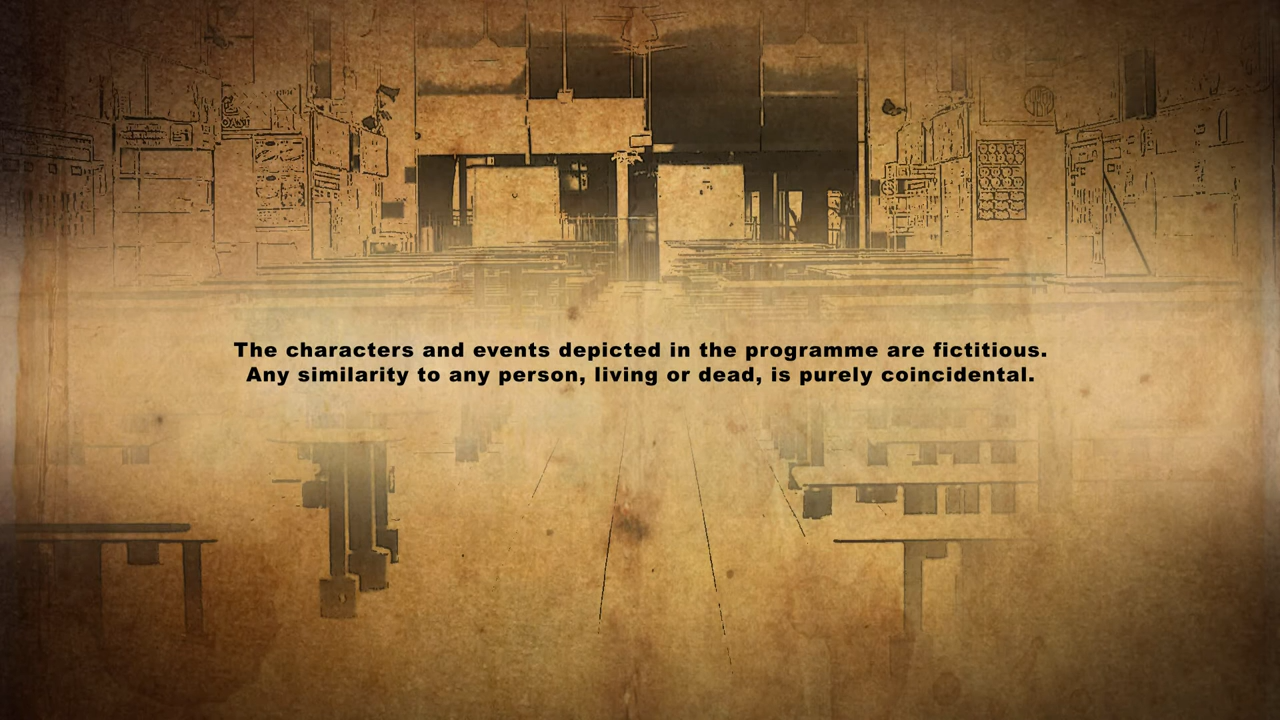 The characters and events depicted in the programme are fictitious.
Any similarity to any person, living or dead, is purely coincidental.